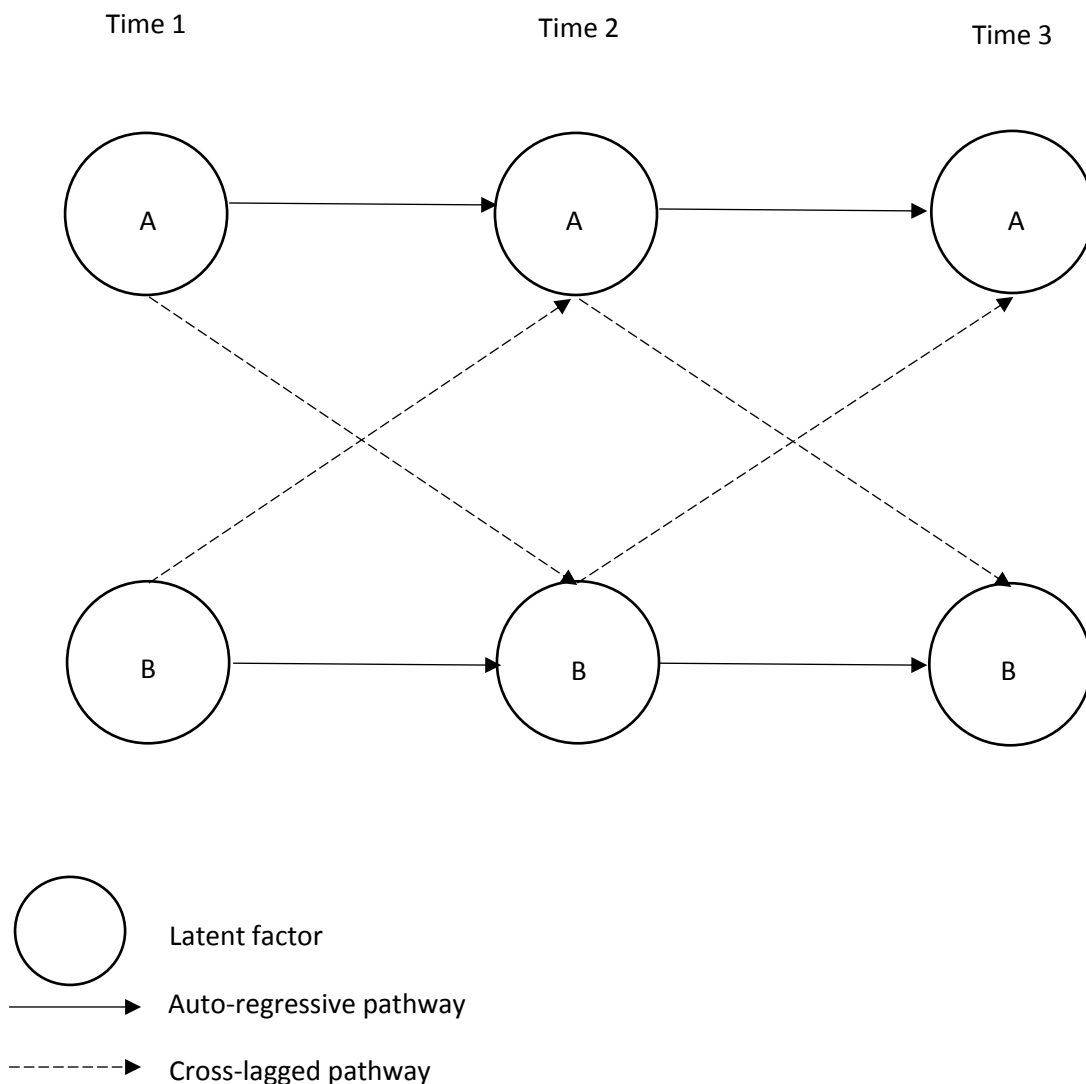 Time 1
Time 2
Time 3
A
A
A
B
B
B
Latent factor
Auto-regressive pathway
Cross-lagged pathway